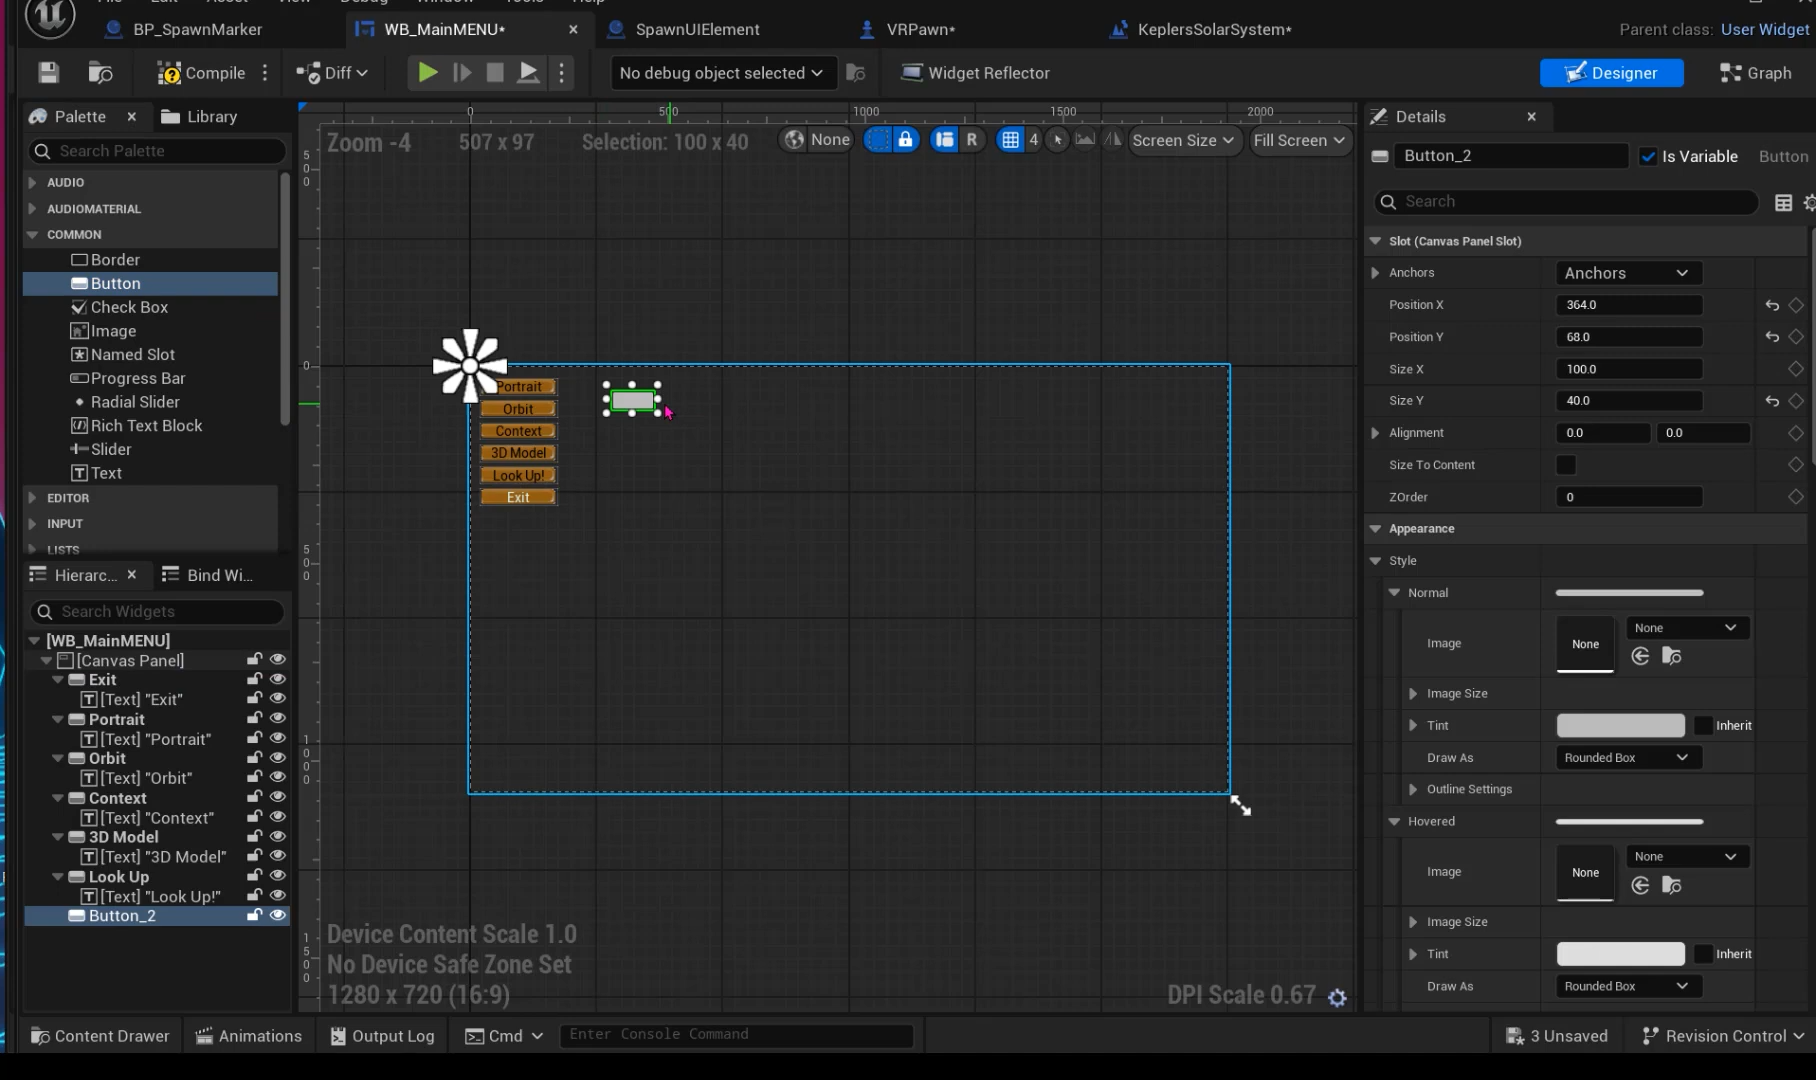 BP_SpawnMarker
WB_MainMENU*
SpawnUIElement
VRPawn*
KeplersSolarSystem*
Parent class: User Widget
Compile
Diff
No debug object selected
Widget Reflector
Designer
Graph
Palette
Library
Search Palette
AUDIO
AUDIOMATERIAL
COMMON
Border
Button
Check Box
Image
Named Slot
Progress Bar
Radial Slider
Rich Text Block
Slider
Text
EDITOR
INPUT
LISTS
Hierarc...
Bind Wi...
Search Widgets
[WB_MainMENU]
[Canvas Panel]
Exit
[Text] "Exit"
Portrait
[Text] "Portrait"
Orbit
[Text] "Orbit"
Context
[Text] "Context"
3D Model
[Text] "3D Model"
Look Up
[Text] "Look Up!"
Button_2
0 500 1000 1500 2000
Zoom -4
507 x 97
Selection: 100 x 40
None
R
4
Screen Size
Fill Screen
Portrait
Orbit
Context
3D Model
Look Up!
Exit
Device Content Scale 1.0
No Device Safe Zone Set
1280 x 720 (16:9)
DPI Scale 0.67
Details
Button_2
Is Variable
Button
Search
Slot (Canvas Panel Slot)
Anchors
Anchors
Position X
364.0
Position Y
68.0
Size X
100.0
Size Y
40.0
Alignment
0.0
0.0
Size To Content
ZOrder
0
Appearance
Style
Normal
Image
None
None
Image Size
Tint
Inherit
Draw As
Rounded Box
Outline Settings
Hovered
Image
None
None
Image Size
Tint
Inherit
Draw As
Rounded Box
Content Drawer
Animations
Output Log
Cmd
Enter Console Command
3 Unsaved
Revision Control